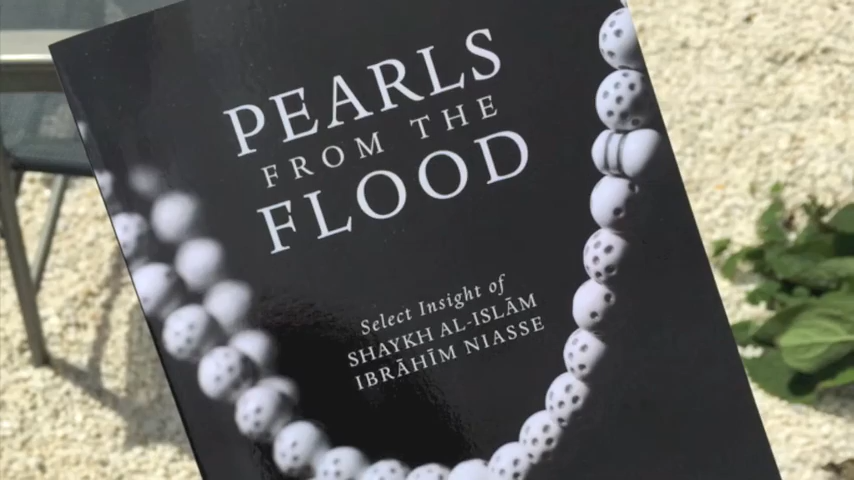 PEARLS
FROM THE
FLOOD
Select Insight of
SHAYKH AL-ISLĀM
IBRĀHĪM NIASSE